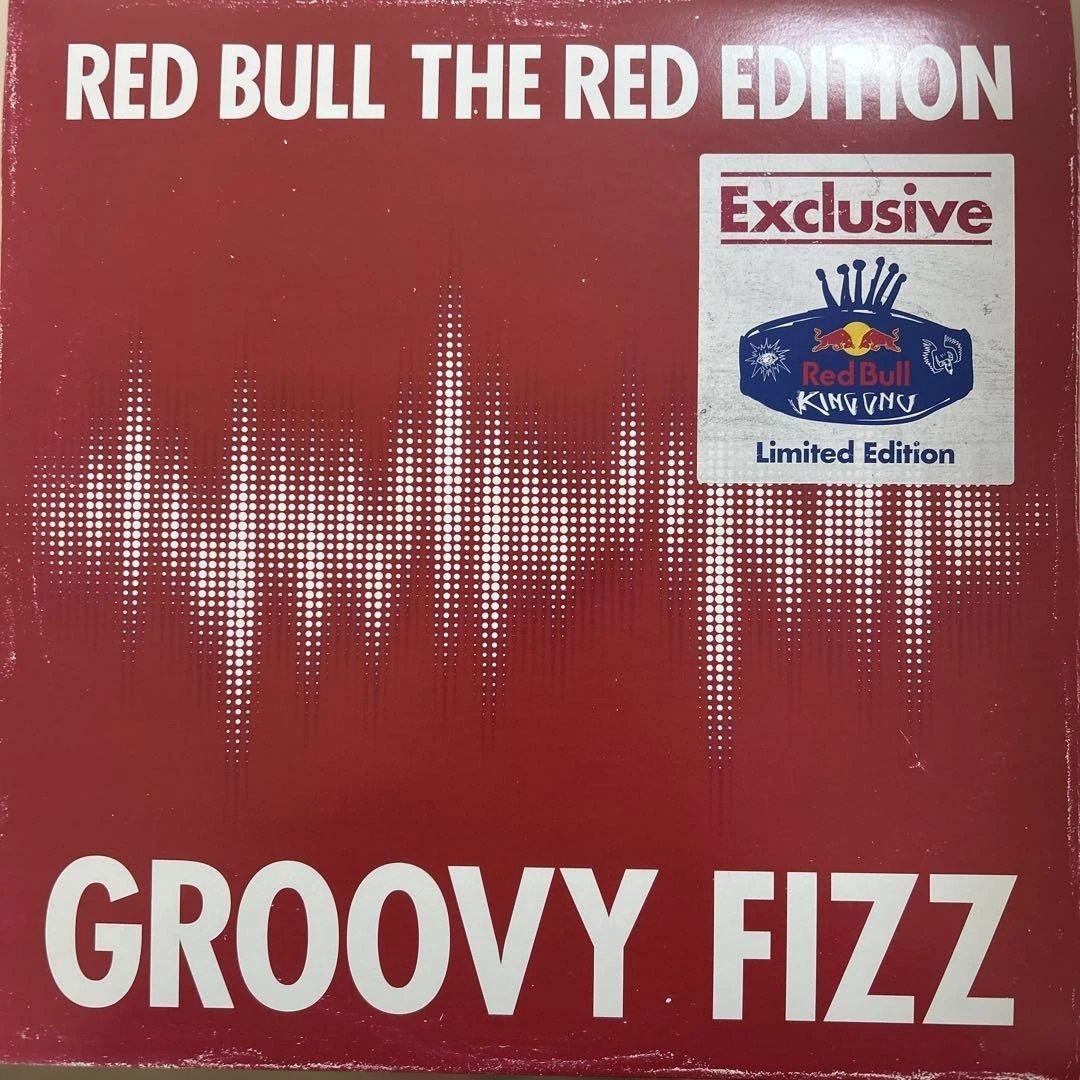 RED BULL THE RED EDITION
Exclusive
Red Bull
KING GNU
Limited Edition
GROOVY FIZZ